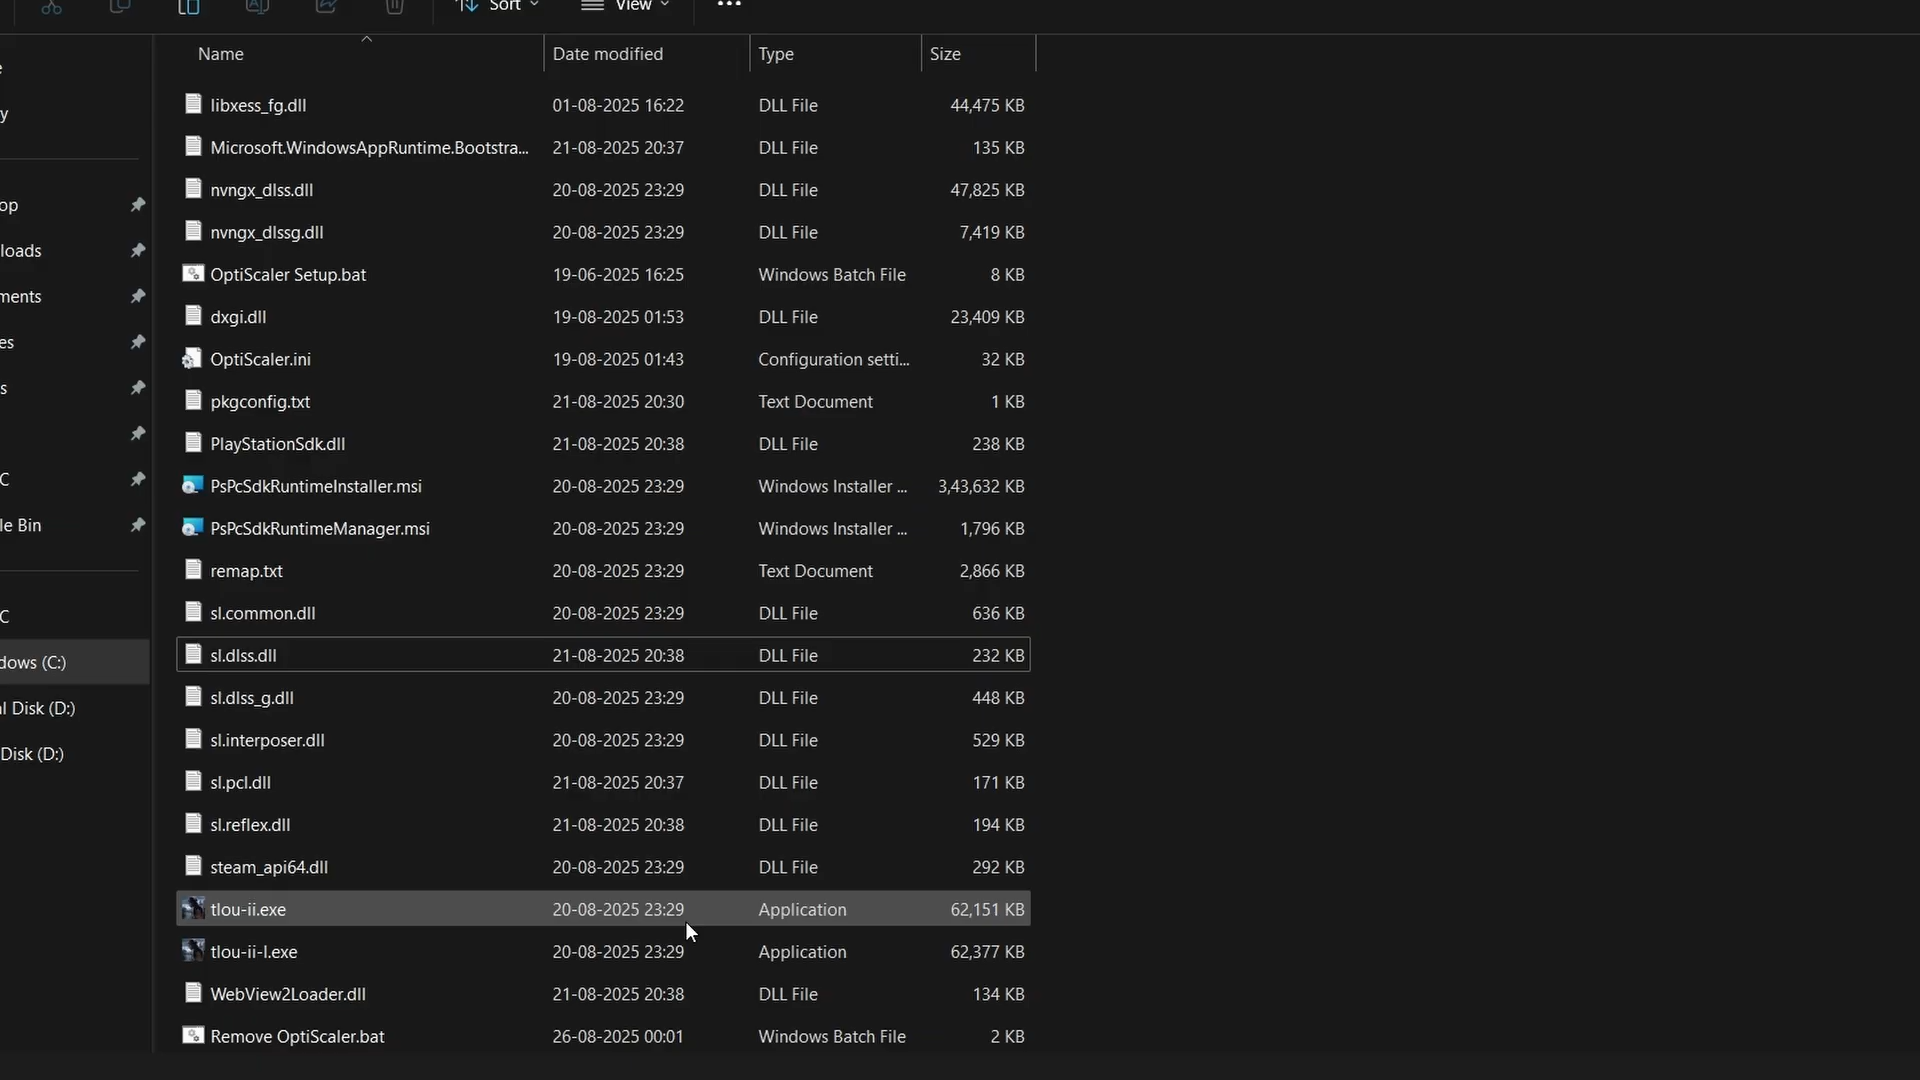 Sort View
Name Date modified Type Size
libxess_fg.dll 01-08-2025 16:22 DLL File 44,475 KB
Microsoft.WindowsAppRuntime.Bootstra... 21-08-2025 20:37 DLL File 135 KB
nvngx_dlss.dll 20-08-2025 23:29 DLL File 47,825 KB
nvngx_dlssg.dll 20-08-2025 23:29 DLL File 7,419 KB
OptiScaler Setup.bat 19-06-2025 16:25 Windows Batch File 8 KB
dxgi.dll 19-08-2025 01:53 DLL File 23,409 KB
OptiScaler.ini 19-08-2025 01:43 Configuration setti... 32 KB
pkgconfig.txt 21-08-2025 20:30 Text Document 1 KB
PlayStationSdk.dll 21-08-2025 20:38 DLL File 238 KB
PsPcSdkRuntimeInstaller.msi 20-08-2025 23:29 Windows Installer ... 3,43,632 KB
PsPcSdkRuntimeManager.msi 20-08-2025 23:29 Windows Installer ... 1,796 KB
remap.txt 20-08-2025 23:29 Text Document 2,866 KB
sl.common.dll 20-08-2025 23:29 DLL File 636 KB
sl.dlss.dll 21-08-2025 20:38 DLL File 232 KB
sl.dlss_g.dll 20-08-2025 23:29 DLL File 448 KB
sl.interposer.dll 20-08-2025 23:29 DLL File 529 KB
sl.pcl.dll 21-08-2025 20:37 DLL File 171 KB
sl.reflex.dll 21-08-2025 20:38 DLL File 194 KB
steam_api64.dll 20-08-2025 23:29 DLL File 292 KB
tlou-ii.exe 20-08-2025 23:29 Application 62,151 KB
tlou-ii-l.exe 20-08-2025 23:29 Application 62,377 KB
WebView2Loader.dll 21-08-2025 20:38 DLL File 134 KB
Remove OptiScaler.bat 26-08-2025 00:01 Windows Batch File 2 KB
e
y
op
loads
ments
es
s
C
le Bin
C
dows (C:)
l Disk (D:)
Disk (D:)